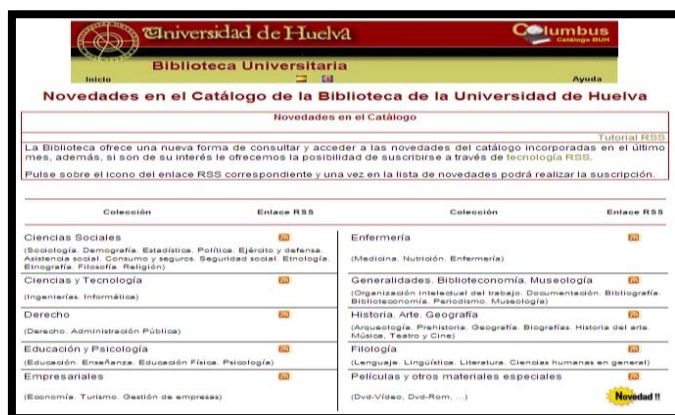 Universidad de Huelva
Columbus
Catálogo BUH
Biblioteca Universitaria
Inicio
Ayuda
Novedades en el Catálogo de la Biblioteca de la Universidad de Huelva
Novedades en el Catálogo
Tutorial RSS
La Biblioteca ofrece una nueva forma de consultar y acceder a las novedades del catálogo incorporadas en el último
mes, además, si son de su interés le ofrecemos la posibilidad de suscribirse a través de tecnología RSS.
Pulse sobre el icono del enlace RSS correspondiente y una vez en la lista de novedades podrá realizar la suscripción.
Colección Enlace RSS Colección Enlace RSS
Ciencias Sociales
(Sociología. Demografía. Estadística. Política. Ejército y defensa.
Asistencia social. Consumo y seguros. Seguridad social. Etnología.
Etnografía. Filosofía. Religión)
Enfermería
(Medicina. Nutrición. Enfermería)
Ciencias y Tecnología
(Ingenierías. Informática)
Generalidades. Biblioteconomía. Museología
(Organización intelectual del trabajo. Documentación. Bibliografía.
Biblioteconomía. Periodismo. Museología)
Derecho
(Derecho. Administración Pública)
Historia. Arte. Geografía
(Arqueología. Prehistoria. Geografía. Biografías. Historia del arte.
Música, Teatro y Cine)
Educación y Psicología
(Educación. Enseñanza. Educación Física. Psicología)
Filología
(Lenguaje. Lingüística. Literatura. Ciencias humanas en general)
Empresariales
(Economía. Turismo. Gestión de empresas)
Películas y otros materiales especiales
(Dvd-Vídeo, Dvd-Rom, ...)
Novedad !!